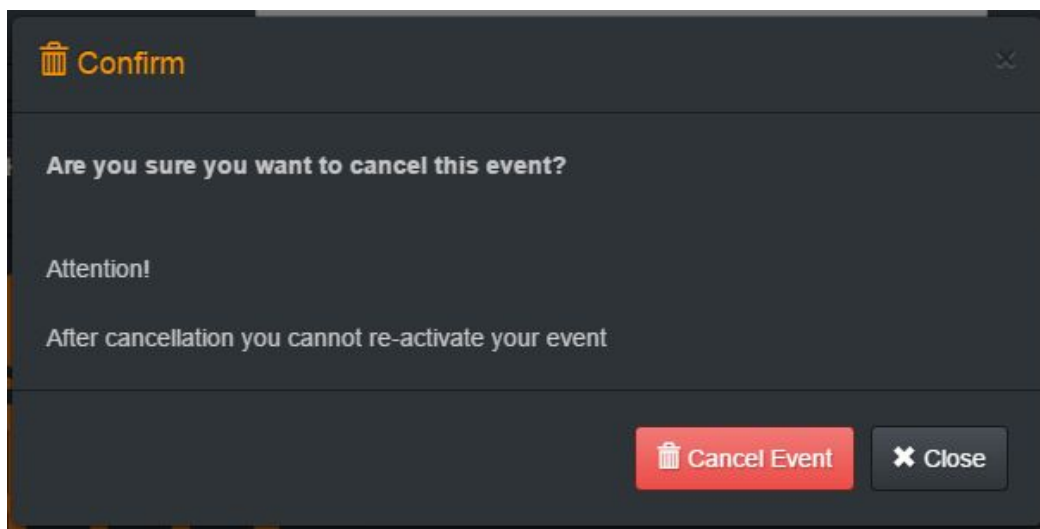 Confirm
Are you sure you want to cancel this event?
Attention!
After cancellation you cannot re-activate your event
Cancel Event
Close